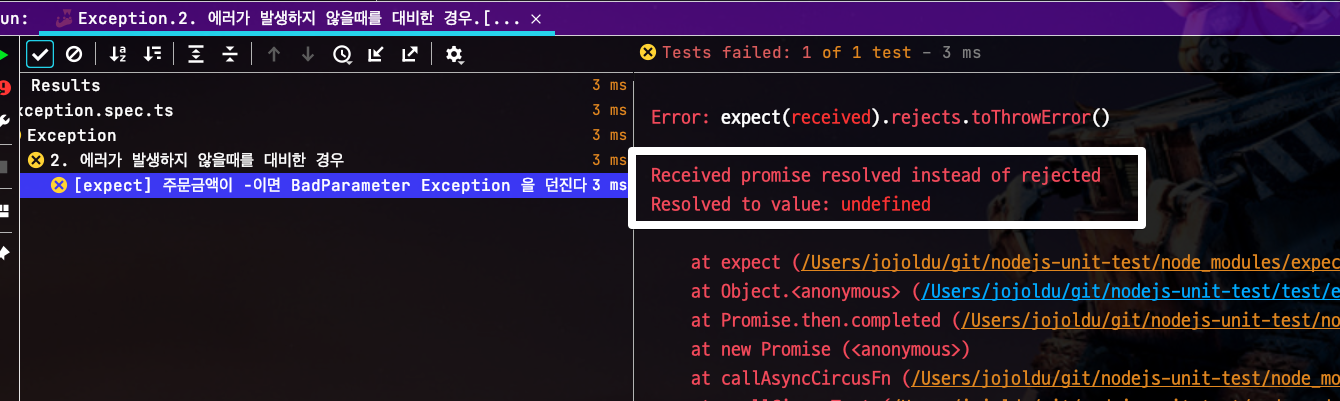 un: Exception.2. 에러가 발생하지 않을때를 대비한 경우.[... ×
Tests failed: 1 of 1 test – 3 ms
Results 3 ms
xception.spec.ts 3 ms
Exception 3 ms
2. 에러가 발생하지 않을때를 대비한 경우 3 ms
[expect] 주문금액이 -이면 BadParameter Exception 을 던진다 3 ms
Error: expect(received).rejects.toThrowError()
Received promise resolved instead of rejected
Resolved to value: undefined
at expect (/Users/jojoldu/git/nodejs-unit-test/node_modules/expec
at Object.<anonymous> (/Users/jojoldu/git/nodejs-unit-test/test/e
at Promise.then.completed (/Users/jojoldu/git/nodejs-unit-test/no
at new Promise (<anonymous>)
at callAsyncCircusFn (/Users/jojoldu/git/nodejs-unit-test/node_mo